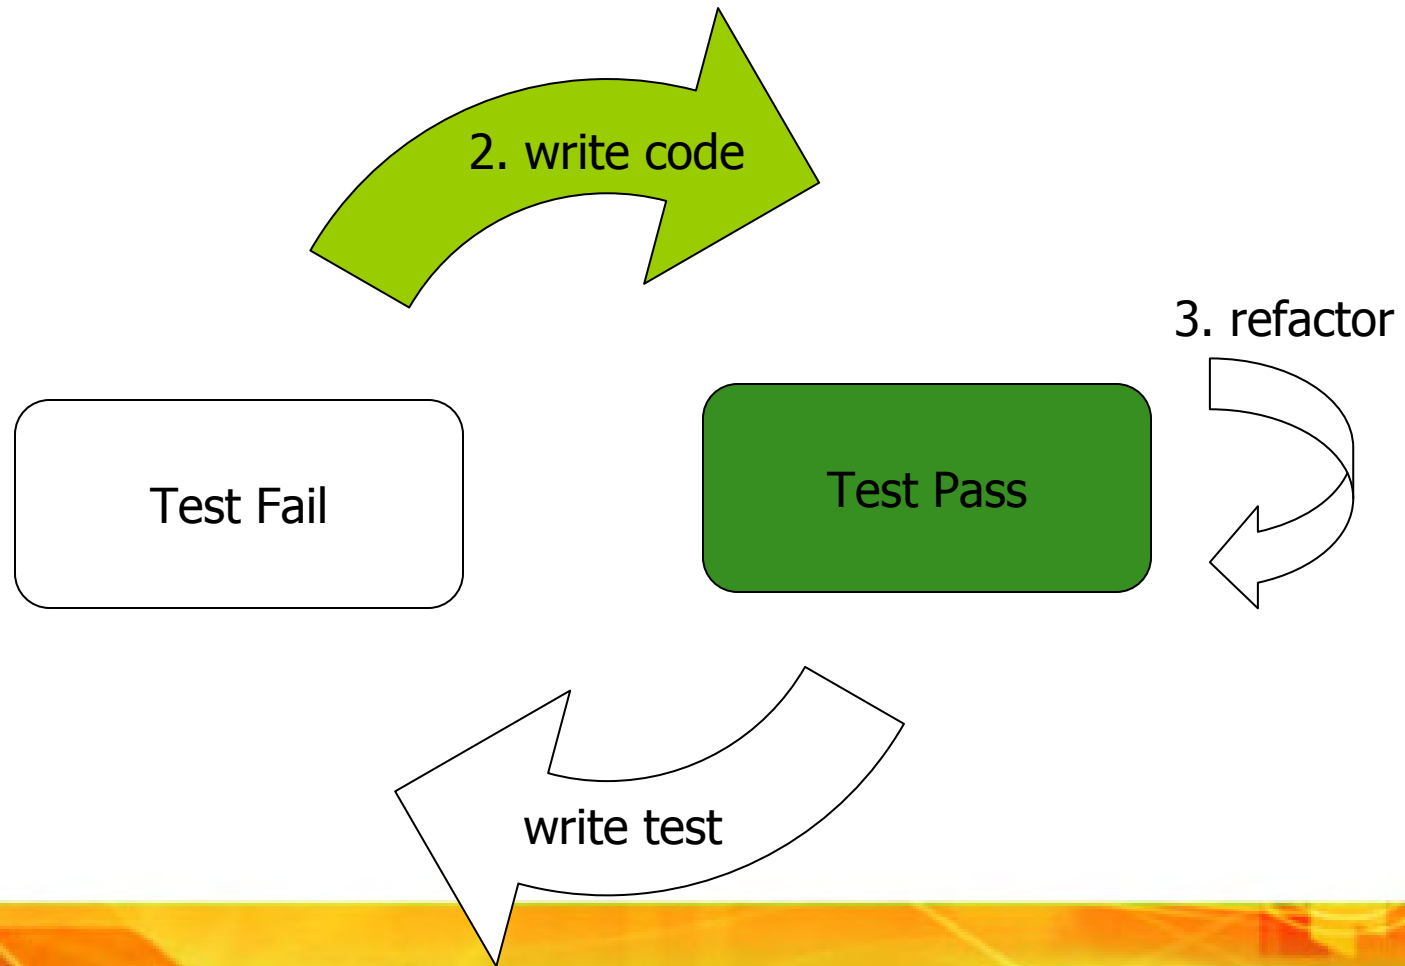 2. write code
3. refactor
Test Fail
Test Pass
write test